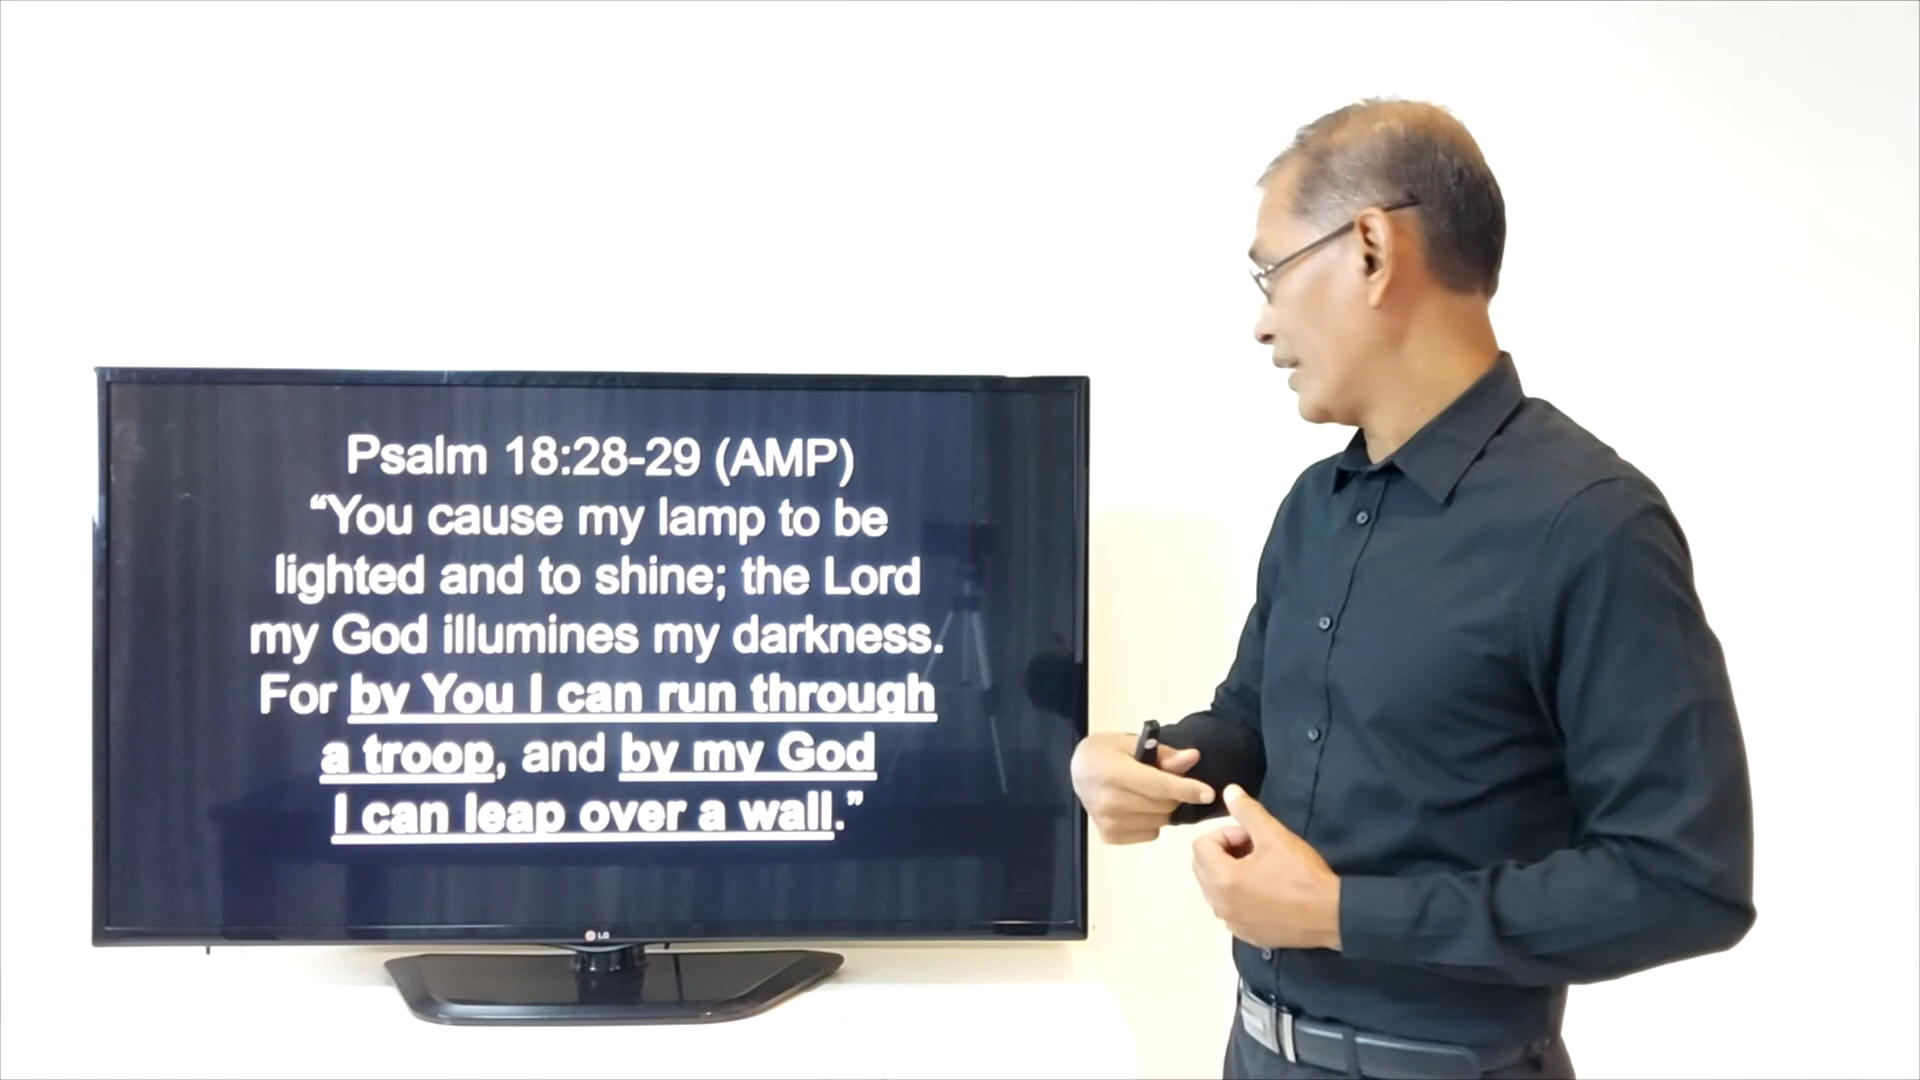 Psalm 18:28-29 (AMP)
“You cause my lamp to be
lighted and to shine; the Lord
my God illumines my darkness.
For by You I can run through
a troop, and by my God
I can leap over a wall.”
LG